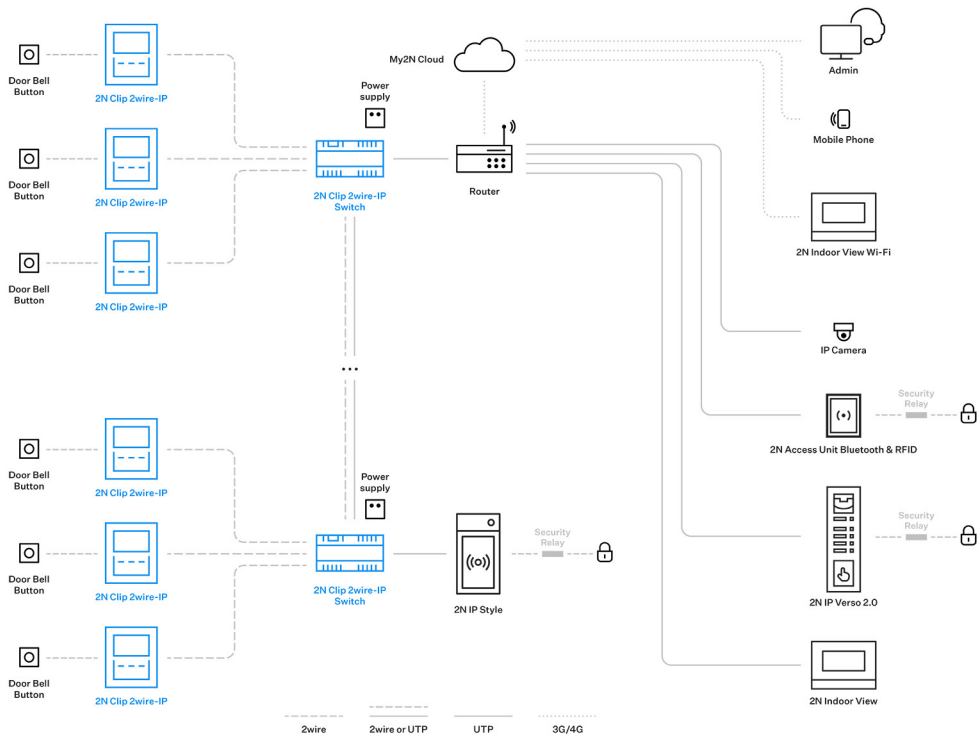 Door Bell
Button
2N Clip 2wire-IP
Door Bell
Button
2N Clip 2wire-IP
Door Bell
Button
2N Clip 2wire-IP
Power
supply
2N Clip 2wire-IP
Switch
My2N Cloud
Router
Admin
Mobile Phone
2N Indoor View Wi-Fi
IP Camera
Security
Relay
2N Access Unit Bluetooth & RFID
Security
Relay
2N IP Verso 2.0
2N Indoor View
Door Bell
Button
2N Clip 2wire-IP
Door Bell
Button
2N Clip 2wire-IP
Door Bell
Button
2N Clip 2wire-IP
Power
supply
2N Clip 2wire-IP
Switch
2N IP Style
Security
Relay
2wire
2wire or UTP
UTP
3G/4G